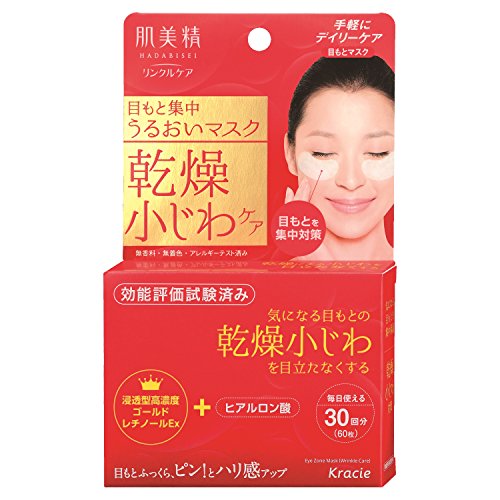 肌美精
HADABISEI
リンクルケア
手軽に
デイリーケア
目もとマスク
目もと集中
うるおいマスク
乾燥
小じわケア
目もとを
集中対策
無香料・無着色・アレルギーテスト済み
効能評価試験済み
気になる目もとの
乾燥小じわ
を目立たなくする
浸透型高濃度
ゴールド
レチノールEx
+
ヒアルロン酸
毎日使える
30回分
(60枚)
目もとふっくら、ピン!とハリ感アップ
Eye Zone Mask (Wrinkle Care)
Kracie